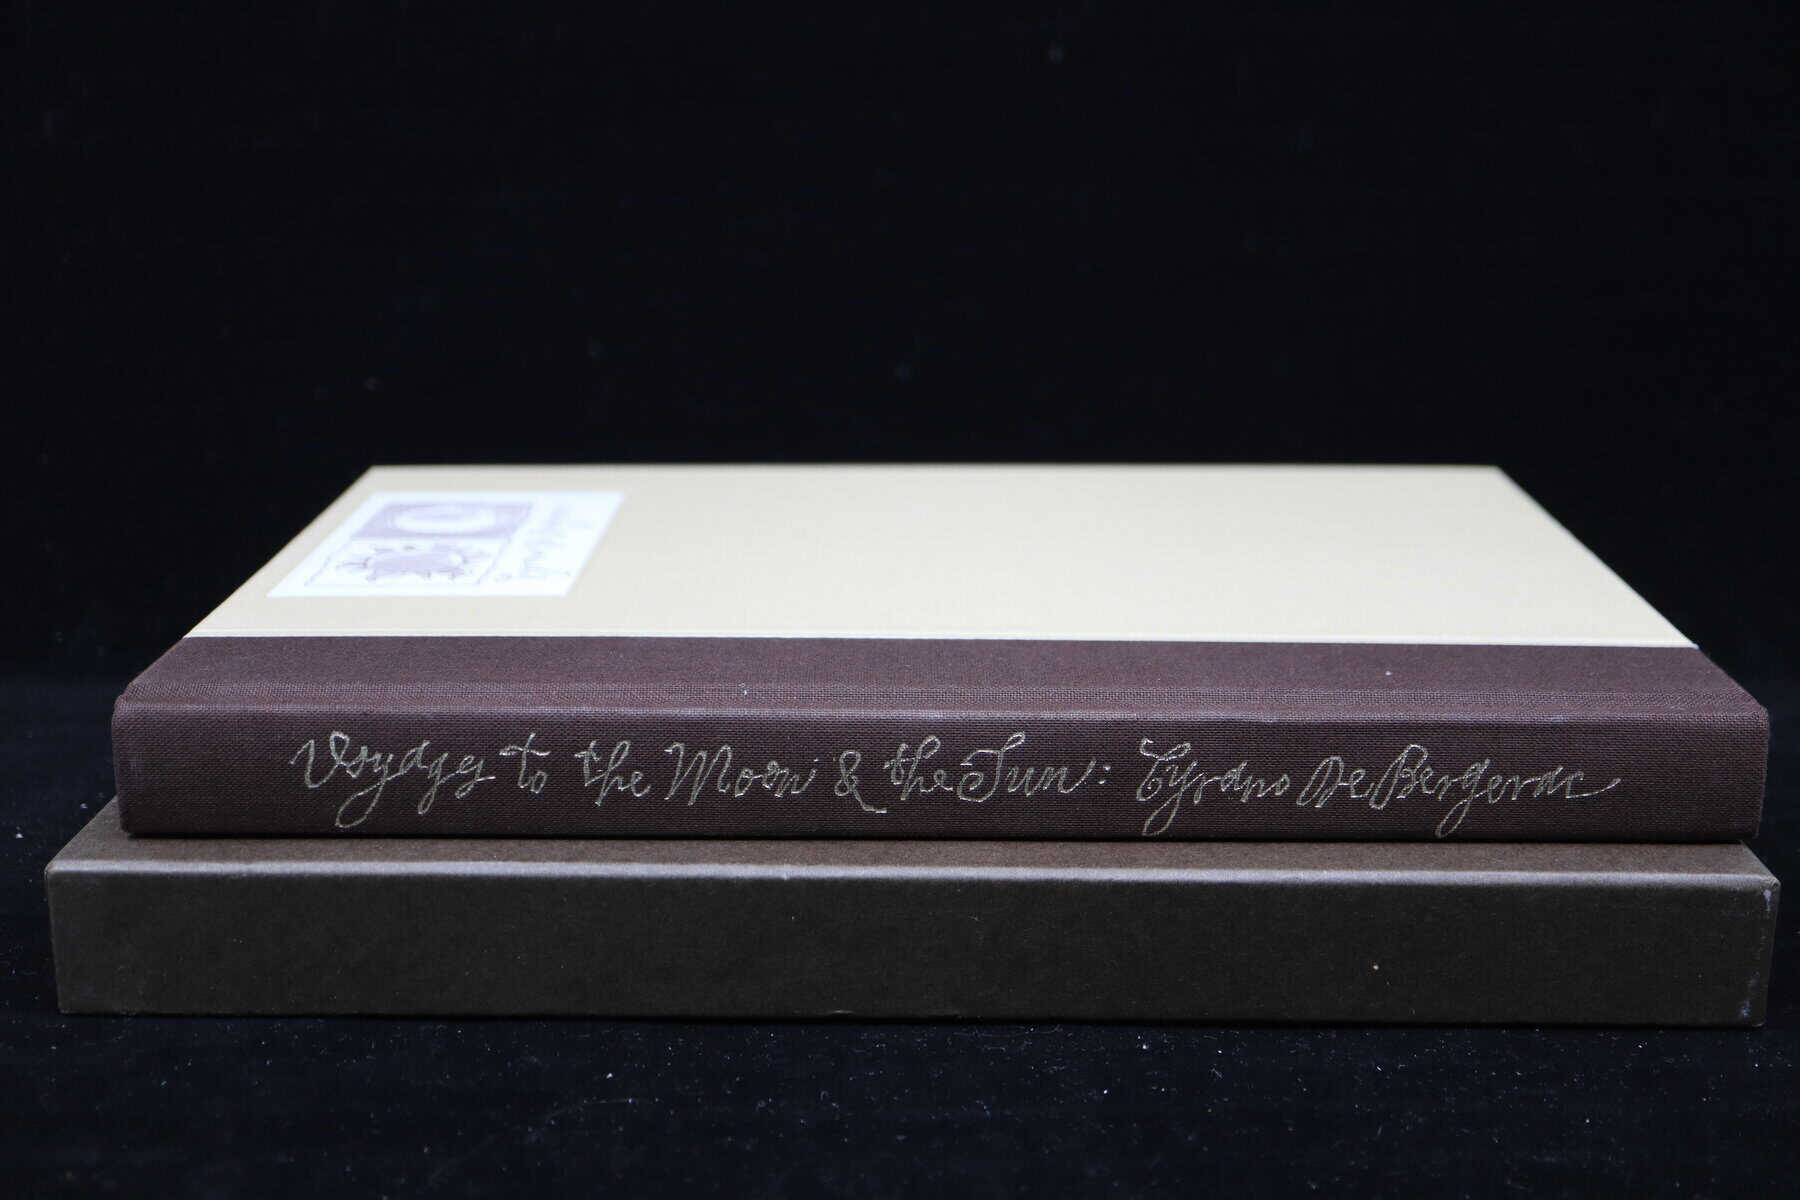 Voyages to the Moon & the Sun: Cyrano De Bergerac